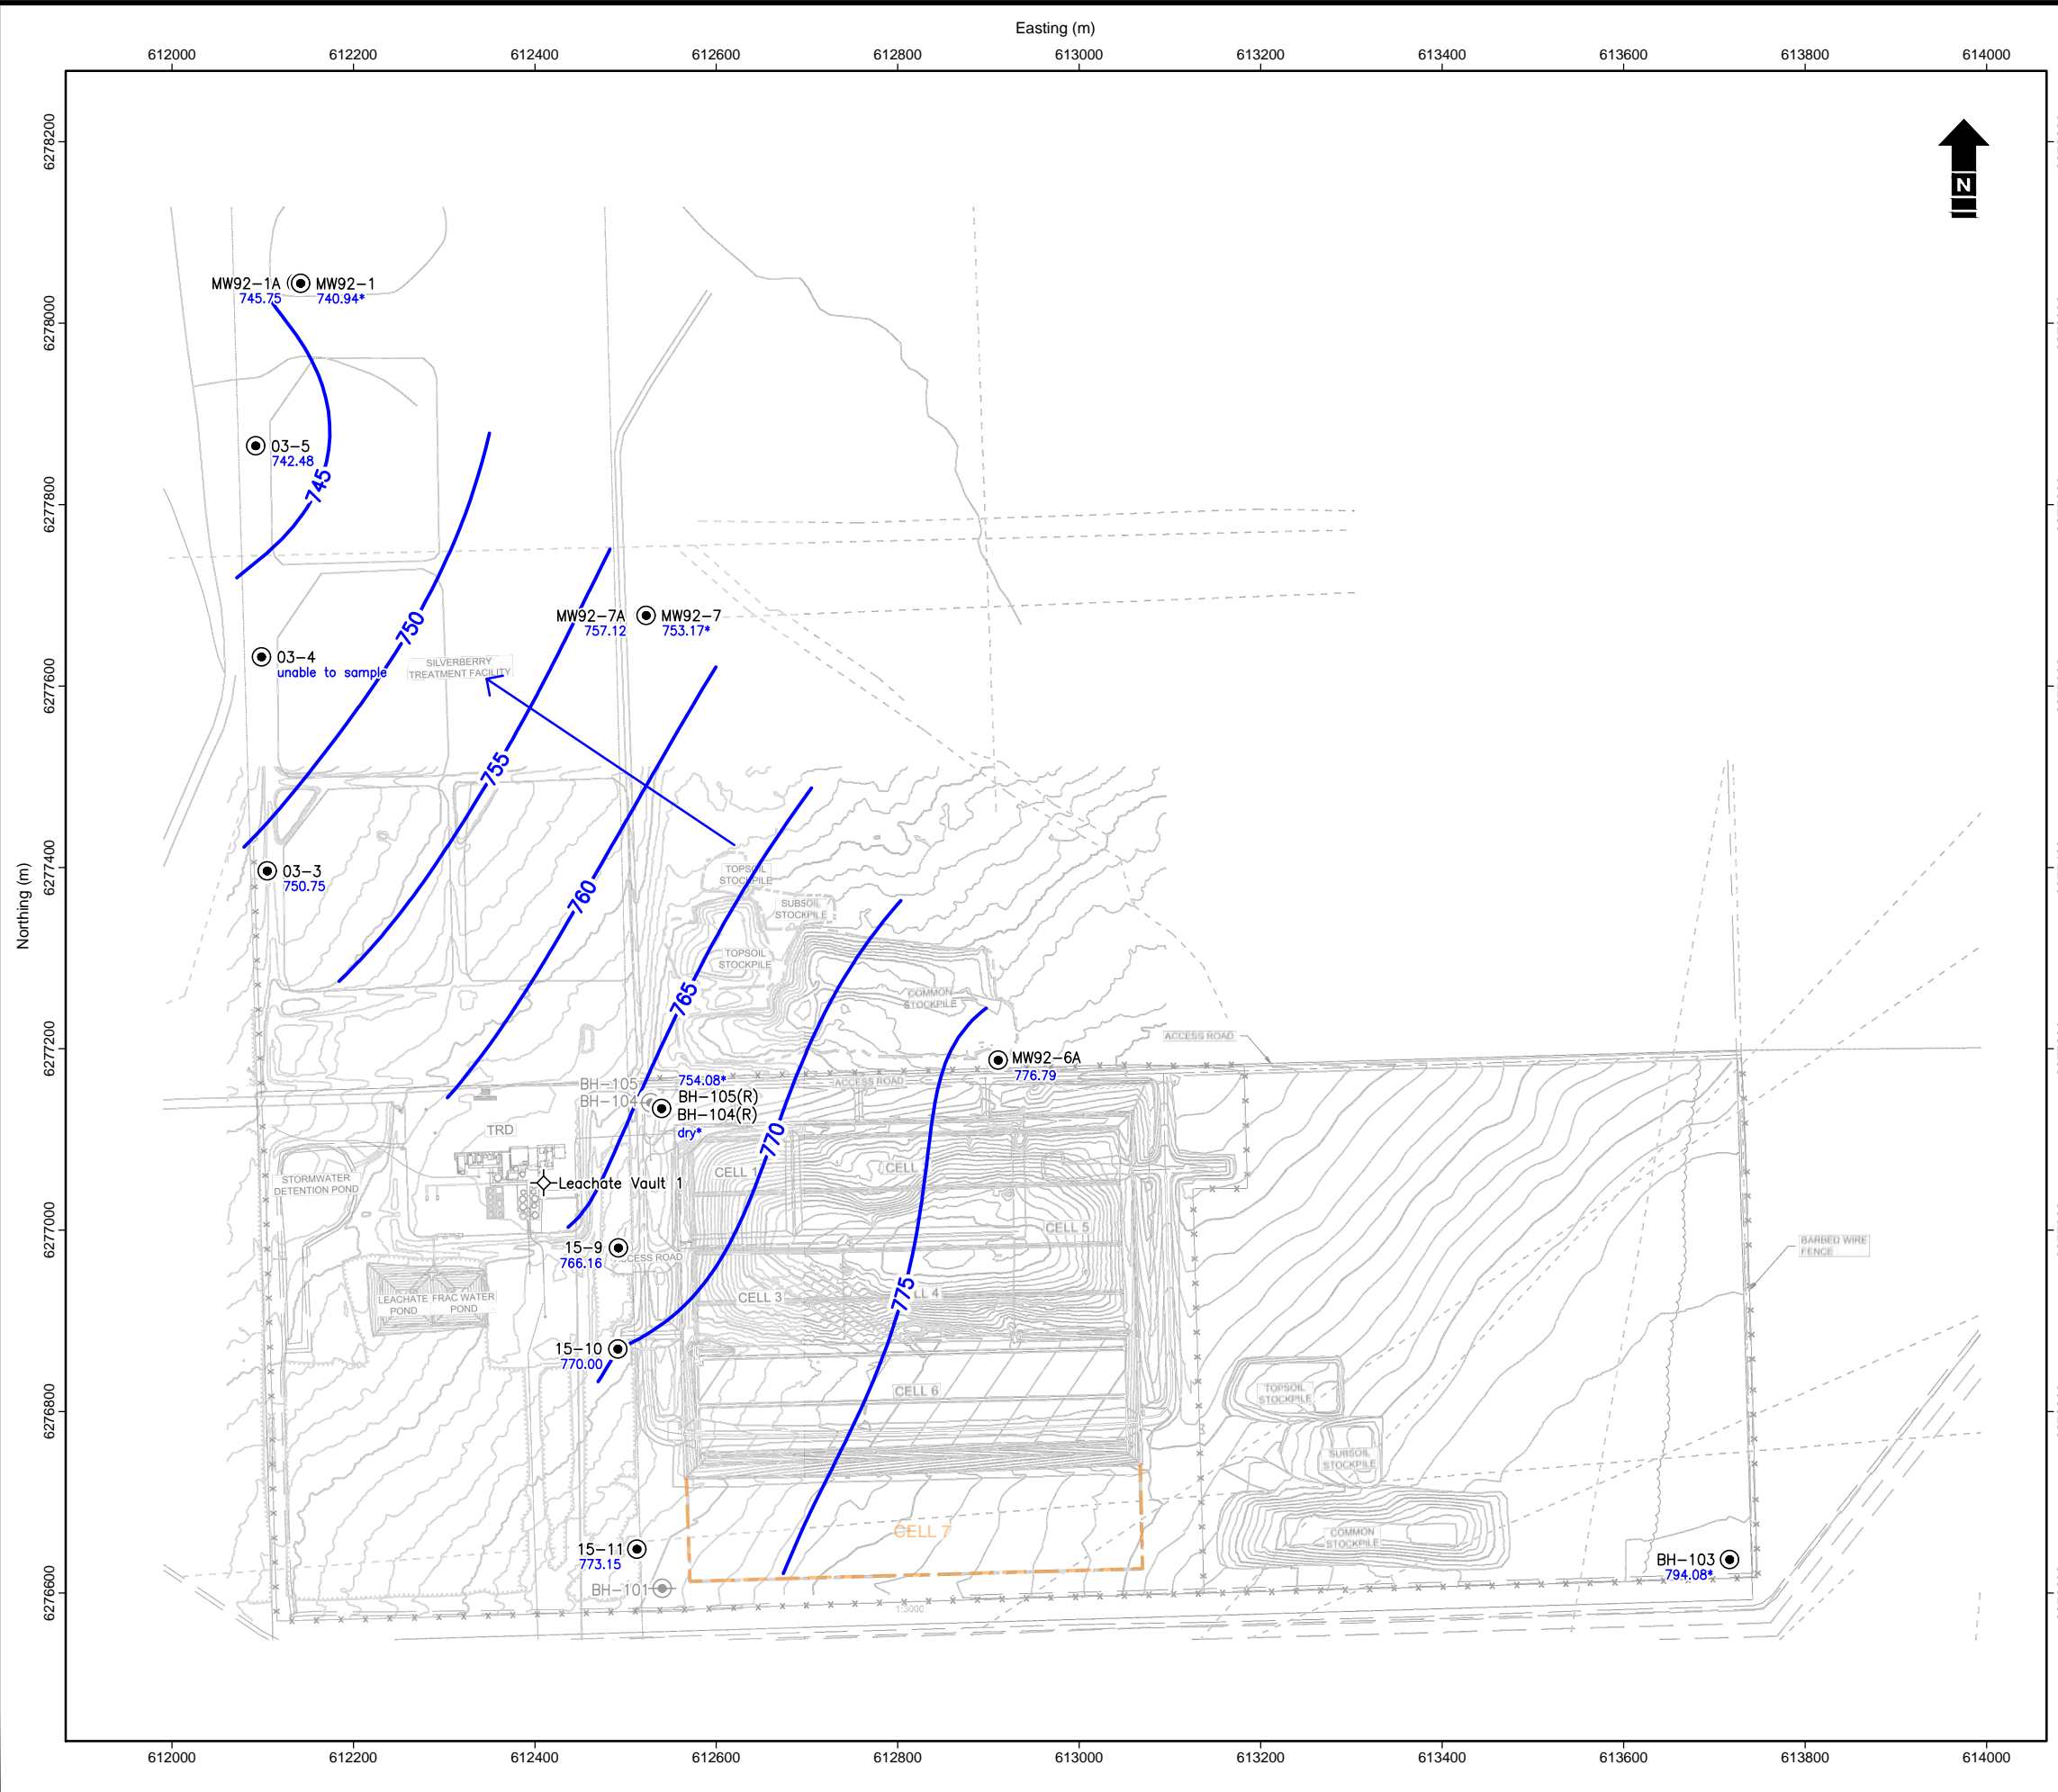 Easting (m)
612000 612200 612400 612600 612800 613000 613200 613400 613600 613800 614000
6278200
N
MW92-1A MW92-1
745.75 740.94*
6278000
03-5
742.48
745
6277800
750
MW92-7A MW92-7
757.12 753.17*
03-4
unable to sample
SILVERBERRY
TREATMENT FACILITY
6277600
755
Northing (m)
6277400
03-3
750.75
TOPSOIL
STOCKPILE
760
SUBSOIL
STOCKPILE
TOPSOIL
STOCKPILE
765
COMMON
STOCKPILE
6277200
ACCESS ROAD
MW92-6A
776.79
ACCESS ROAD
BH-105
754.08*
BH-104
BH-105(R)
BH-104(R)
dry*
TRD
770
CELL 1
CELL
STORMWATER
DETENTION POND
Leachate Vault 1
6277000
CELL 5
15-9
766.16
ACCESS ROAD
BARBED WIRE
FENCE
775
LEACHATE
POND
FRAC WATER
POND
CELL 3
CELL 4
15-10
770.00
6276800
CELL 6
TOPSOIL
STOCKPILE
SUBSOIL
STOCKPILE
CELL 7
COMMON
STOCKPILE
15-11
773.15
BH-103
794.08*
6276600
BH-101
1:3000
612000 612200 612400 612600 612800 613000 613200 613400 613600 613800 614000